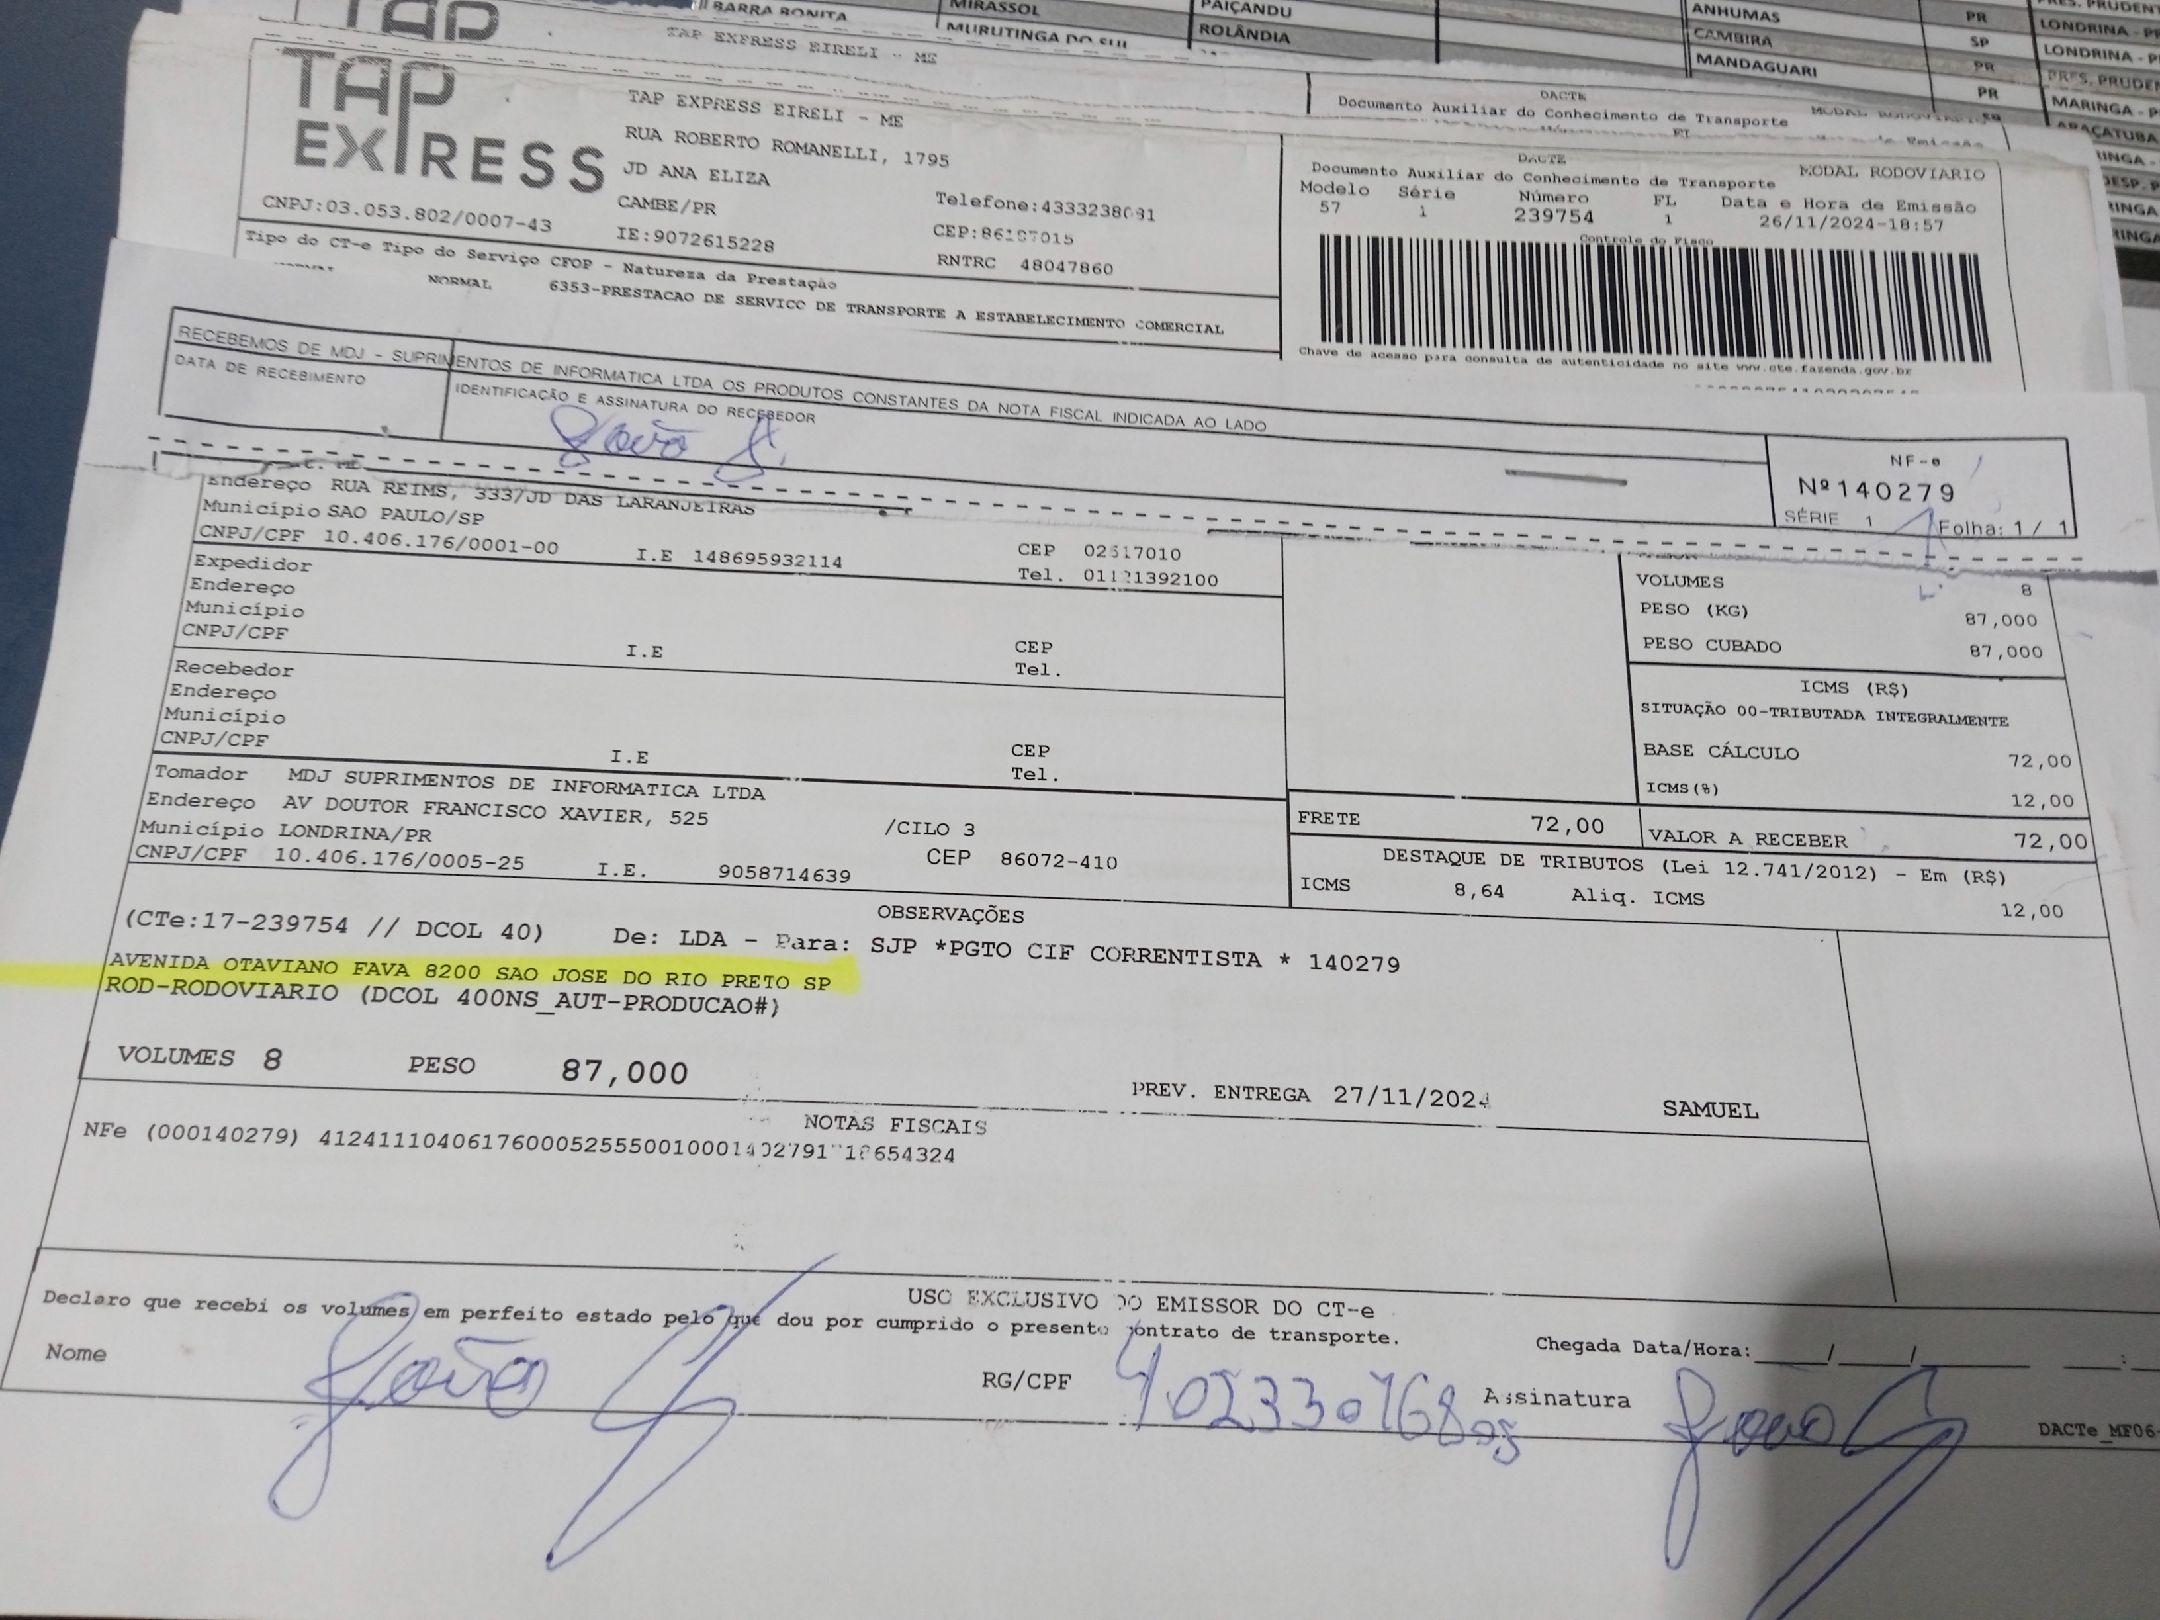 TAP
BARRA BONITA
MIRASSOL
MURUTINGA DO SUL
PAIÇANDU
ROLÂNDIA
ANHUMAS PR
CAMBIRA SP
MANDAGUARI PR
PR
LONDRINA - P
LONDRINA - P
PRES. PRUDEN
MARINGA - P
ARAÇATUBA
TAP EXPRESS EIRELI - ME
DACTE
Documento Auxiliar do Conhecimento de Transporte MODAL RODOVIARIO
TAP EXPRESS
TAP EXPRESS EIRELI - ME
RUA ROBERTO ROMANELLI, 1795
JD ANA ELIZA
CAMBE/PR
CNPJ:03.053.802/0007-43
IE:9072615228
Telefone:4333238081
CEP:86187015
RNTRC 48047860
DACTE
Documento Auxiliar do Conhecimento de Transporte
MODAL RODOVIARIO
Modelo Série Número FL Data e Hora de Emissão
57 1 239754 1 26/11/2024-18:57
Controle do Fisco
Chave de acesso para consulta de autenticidade no site www.cte.fazenda.gov.br
Tipo do CT-e Tipo do Serviço CFOP - Natureza da Prestação
NORMAL 6353-PRESTACAO DE SERVICO DE TRANSPORTE A ESTABELECIMENTO COMERCIAL
RECEBEMOS DE MDJ - SUPRIMENTOS DE INFORMATICA LTDA OS PRODUTOS CONSTANTES DA NOTA FISCAL INDICADA AO LADO
DATA DE RECEBIMENTO
IDENTIFICAÇÃO E ASSINATURA DO RECEBEDOR
João
NF-e
Nº140279
SÉRIE 1 Folha: 1 / 1
Endereço RUA REIMS, 333/JD DAS LARANJEIRAS
Município SAO PAULO/SP
CNPJ/CPF 10.406.176/0001-00 I.E 148695932114
CEP 02517010
Tel. 01121392100
Expedidor
Endereço
Município
CNPJ/CPF I.E CEP
Tel.
Recebedor
Endereço
Município
CNPJ/CPF I.E CEP
Tel.
VOLUMES 8
PESO (KG) 87,000
PESO CUBADO 87,000
ICMS (R$)
SITUAÇÃO 00-TRIBUTADA INTEGRALMENTE
BASE CÁLCULO 72,00
ICMS(%) 12,00
Tomador MDJ SUPRIMENTOS DE INFORMATICA LTDA
Endereço AV DOUTOR FRANCISCO XAVIER, 525 /CILO 3
Município LONDRINA/PR
CEP 86072-410
CNPJ/CPF 10.406.176/0005-25 I.E. 9058714639
FRETE 72,00 VALOR A RECEBER 72,00
DESTAQUE DE TRIBUTOS (Lei 12.741/2012) - Em (R$)
ICMS 8,64 Aliq. ICMS 12,00
OBSERVAÇÕES
(CTe:17-239754 // DCOL 40) De: LDA - Para: SJP *PGTO CIF CORRENTISTA * 140279
AVENIDA OTAVIANO FAVA 8200 SAO JOSE DO RIO PRETO SP
ROD-RODOVIARIO (DCOL 400NS_AUT-PRODUCAO#)
VOLUMES 8 PESO 87,000
PREV. ENTREGA 27/11/2024 SAMUEL
NOTAS FISCAIS
NFe (000140279)
USO EXCLUSIVO DO EMISSOR DO CT-e
Declaro que recebi os volumes em perfeito estado pelo que dou por cumprido o presente contrato de transporte.
Chegada Data/Hora:____/____/______ ___:
Nome João
RG/CPF
Assinatura João
DACTe_MF06-